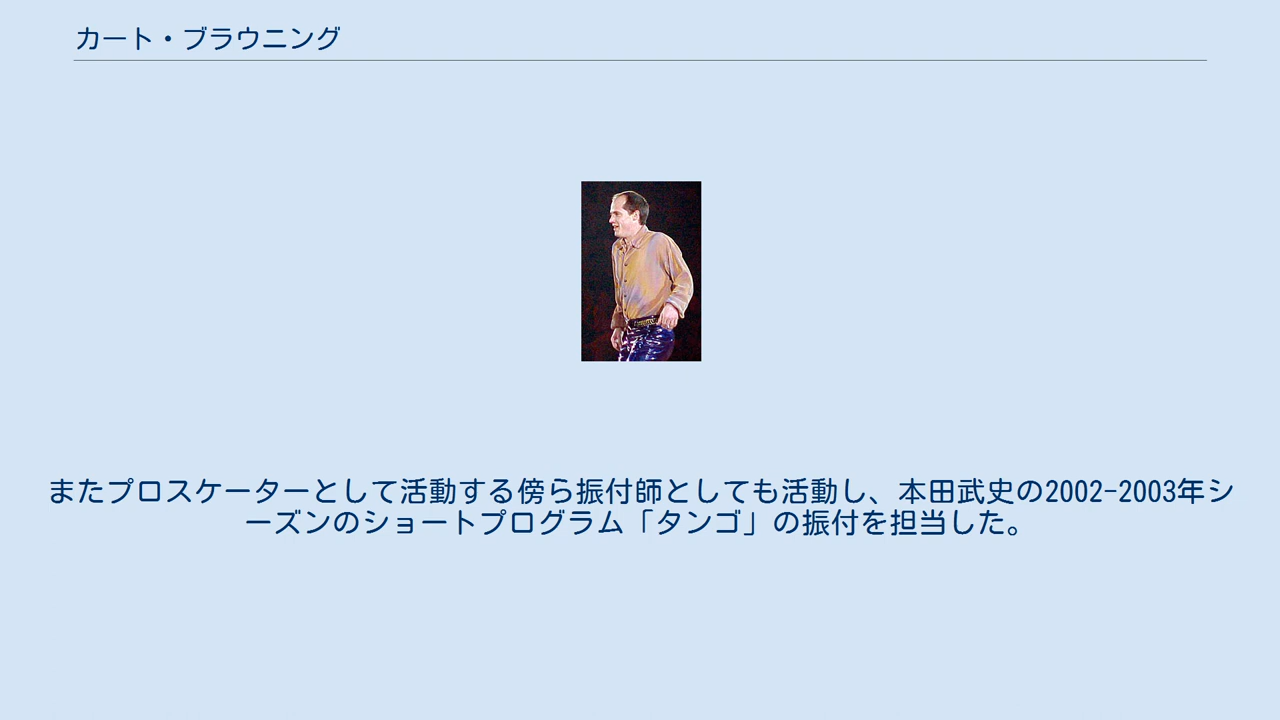 カート・ブラウニング
またプロスケーターとして活動する傍ら振付師としても活動し、本田武史の2002-2003年シ
ーズンのショートプログラム「タンゴ」の振付を担当した。